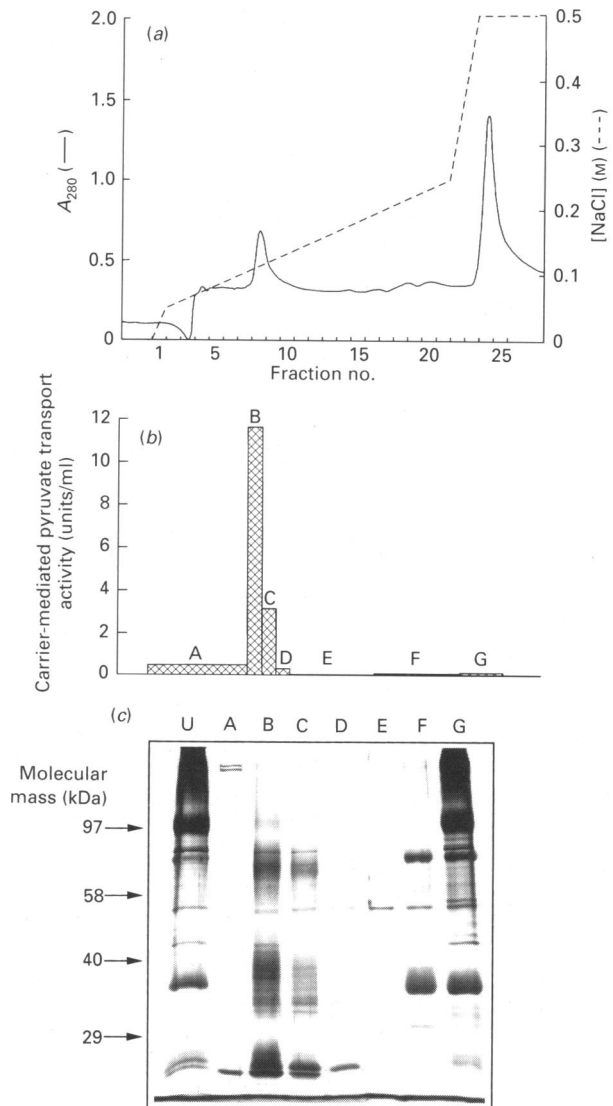 (a)
2.0
1.5
1.0
0.5
0
A280 (—)
0.5
0.4
0.3
0.2
0.1
0
[NaCl] (M) (---)
1 5 10 15 20 25
Fraction no.
(b)
12
10
8
6
4
2
0
Carrier-mediated pyruvate transport
activity (units/ml)
A B C D E F G
(c)
U A B C D E F G
Molecular
mass (kDa)
97
58
40
29